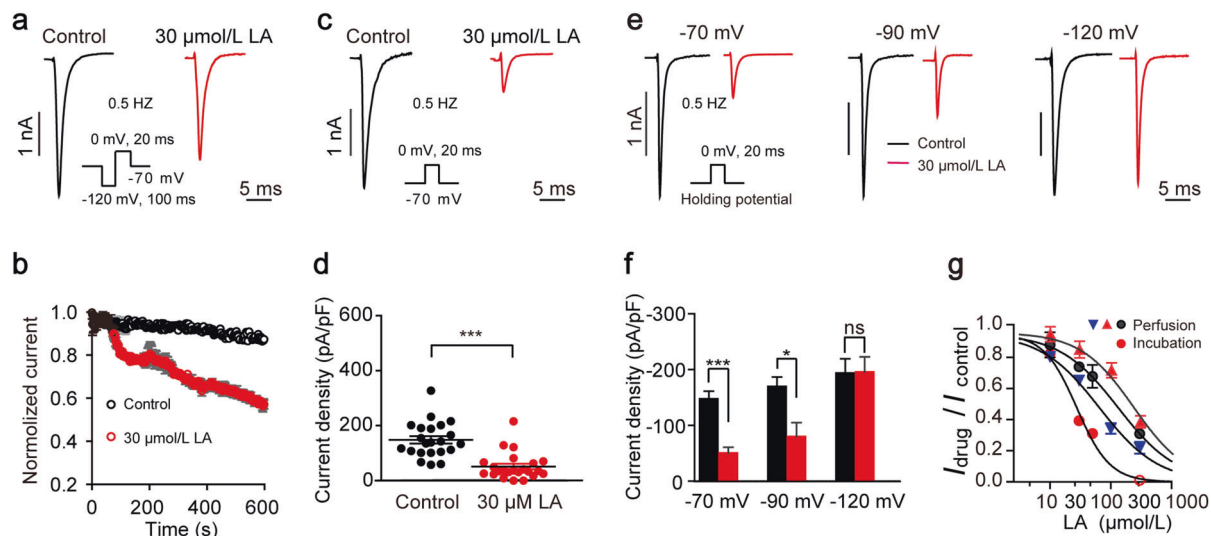 a
Control
30 µmol/L LA
1 nA
0.5 HZ
0 mV, 20 ms
-70 mV
-120 mV, 100 ms
5 ms
c
Control
30 µmol/L LA
1 nA
0.5 HZ
0 mV, 20 ms
-70 mV
5 ms
e
-70 mV
-90 mV
-120 mV
1 nA
0.5 HZ
0 mV, 20 ms
Holding potential
Control
30 µmol/L LA
5 ms
b
Normolized current
1.0
0.8
0.6
0.4
0.2
Control
30 µmol/L LA
0 200 400 600
Time (s)
d
Current density (pA/pF)
600
400
200
0
***
Control 30 µM LA
f
Current density (pA/pF)
-300
-200
-100
0
***
*
ns
-70 mV -90 mV -120 mV
g
I drug / I control
1.0
0.8
0.6
0.4
0.2
0.0
Perfusion
Incubation
10 30 100 300 1000
LA (µmol/L)